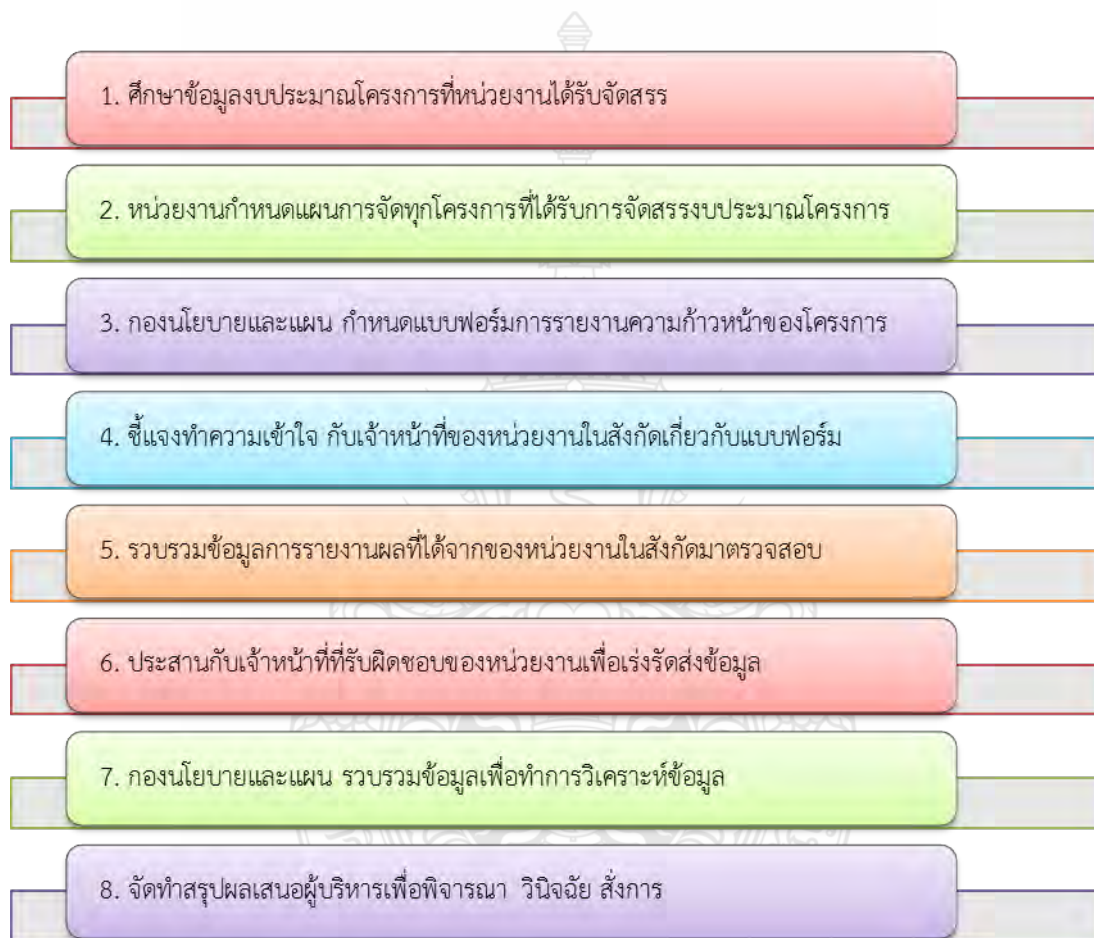 1. ศึกษาข้อมูลงบประมาณโครงการที่หน่วยงานได้รับจัดสรร
2. หน่วยงานกำหนดแผนการจัดทุกโครงการที่ได้รับการจัดสรรงบประมาณโครงการ
3. กองนโยบายและแผน กำหนดแบบฟอร์มการรายงานความก้าวหน้าของโครงการ
4. ชี้แจงทำความเข้าใจ กับเจ้าหน้าที่ของหน่วยงานในสังกัดเกี่ยวกับแบบฟอร์ม
5. รวบรวมข้อมูลการรายงานผลที่ได้จากของหน่วยงานในสังกัดมาตรวจสอบ
6. ประสานกับเจ้าหน้าที่ที่รับผิดชอบของหน่วยงานเพื่อเร่งรัดส่งข้อมูล
7. กองนโยบายและแผน รวบรวมข้อมูลเพื่อทำการวิเคราะห์ข้อมูล
8. จัดทำสรุปผลเสนอผู้บริหารเพื่อพิจารณา วินิจฉัย สั่งการ